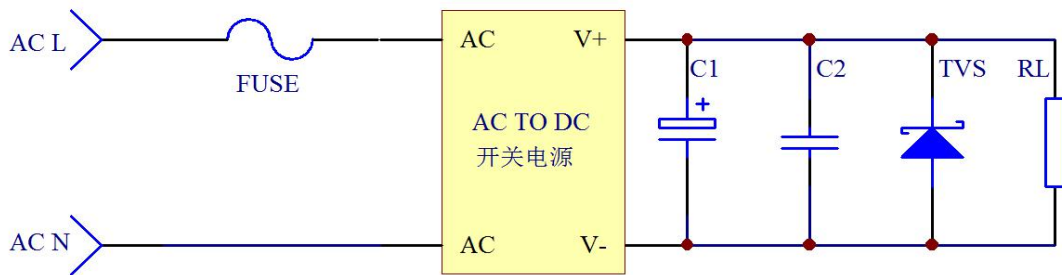 AC L
FUSE
AC
V+
AC TO DC
开关电源
AC
V-
C1
+
C2
TVS
RL
AC N